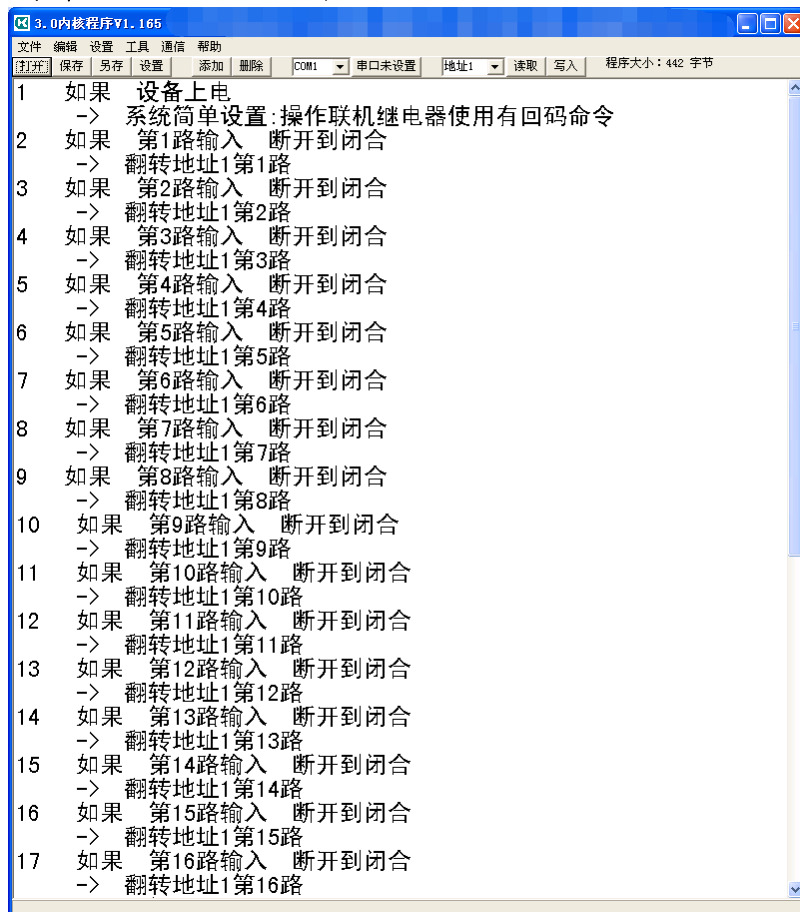 3.0内核程序V1.165
文件 编辑 设置 工具 通信 帮助
打开 保存 另存 设置 添加 删除 COM1 串口未设置 地址1 读取 写入 程序大小：442 字节
1 如果 设备上电
-> 系统简单设置:操作联机继电器使用有回码命令
2 如果 第1路输入 断开到闭合
-> 翻转地址1第1路
3 如果 第2路输入 断开到闭合
-> 翻转地址1第2路
4 如果 第3路输入 断开到闭合
-> 翻转地址1第3路
5 如果 第4路输入 断开到闭合
-> 翻转地址1第4路
6 如果 第5路输入 断开到闭合
-> 翻转地址1第5路
7 如果 第6路输入 断开到闭合
-> 翻转地址1第6路
8 如果 第7路输入 断开到闭合
-> 翻转地址1第7路
9 如果 第8路输入 断开到闭合
-> 翻转地址1第8路
10 如果 第9路输入 断开到闭合
-> 翻转地址1第9路
11 如果 第10路输入 断开到闭合
-> 翻转地址1第10路
12 如果 第11路输入 断开到闭合
-> 翻转地址1第11路
13 如果 第12路输入 断开到闭合
-> 翻转地址1第12路
14 如果 第13路输入 断开到闭合
-> 翻转地址1第13路
15 如果 第14路输入 断开到闭合
-> 翻转地址1第14路
16 如果 第15路输入 断开到闭合
-> 翻转地址1第15路
17 如果 第16路输入 断开到闭合
-> 翻转地址1第16路